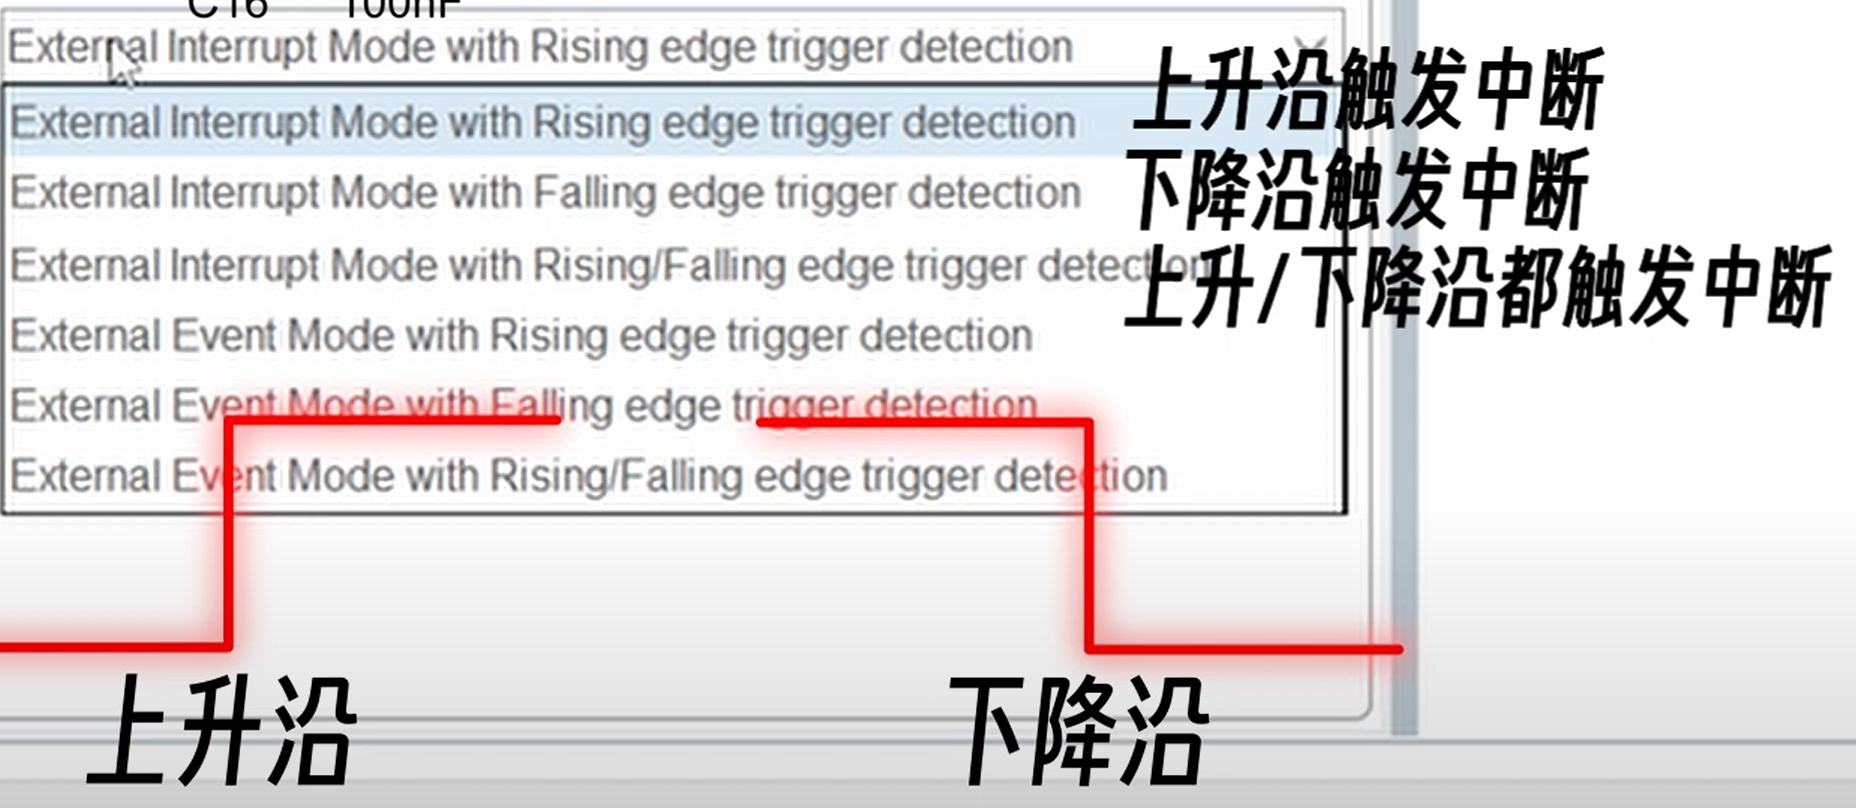 C16 100nF
External Interrupt Mode with Rising edge trigger detection
External Interrupt Mode with Rising edge trigger detection 上升沿触发中断
External Interrupt Mode with Falling edge trigger detection 下降沿触发中断
External Interrupt Mode with Rising/Falling edge trigger detection 上升/下降沿都触发中断
External Event Mode with Rising edge trigger detection
External Event Mode with Falling edge trigger detection
External Event Mode with Rising/Falling edge trigger detection
上升沿 下降沿